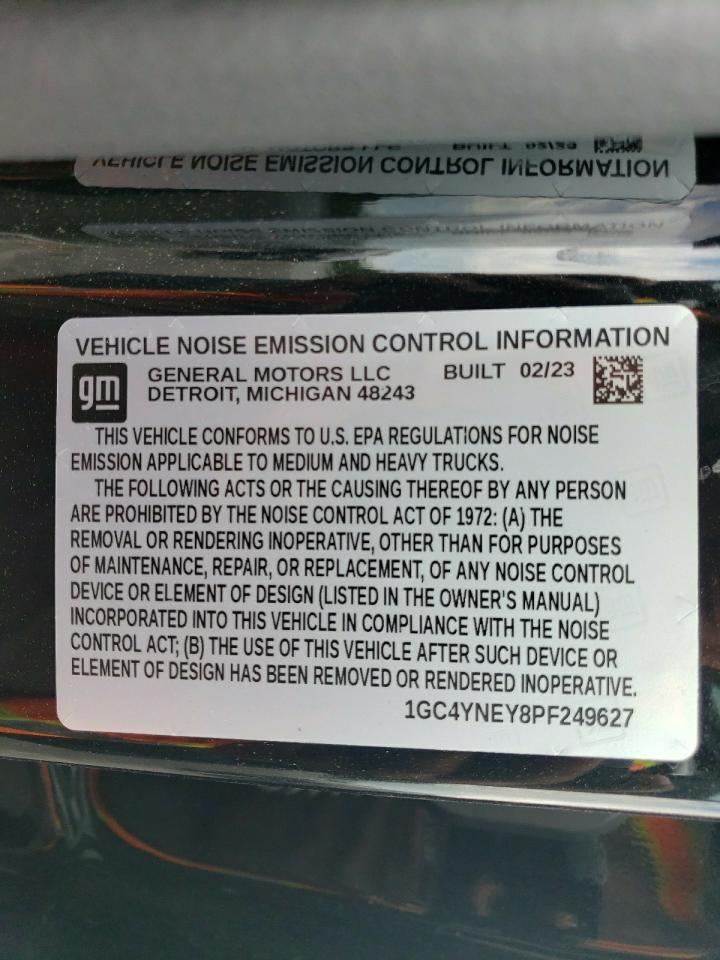 MOTORS LLC BUILT 02/23
VEHICLE NOISE EMISSION CONTROL INFORMATION
VEHICLE NOISE EMISSION CONTROL INFORMATION
gm
GENERAL MOTORS LLC BUILT 02/23
DETROIT, MICHIGAN 48243
THIS VEHICLE CONFORMS TO U.S. EPA REGULATIONS FOR NOISE
EMISSION APPLICABLE TO MEDIUM AND HEAVY TRUCKS.
THE FOLLOWING ACTS OR THE CAUSING THEREOF BY ANY PERSON
ARE PROHIBITED BY THE NOISE CONTROL ACT OF 1972: (A) THE
REMOVAL OR RENDERING INOPERATIVE, OTHER THAN FOR PURPOSES
OF MAINTENANCE, REPAIR, OR REPLACEMENT, OF ANY NOISE CONTROL
DEVICE OR ELEMENT OF DESIGN (LISTED IN THE OWNER'S MANUAL)
INCORPORATED INTO THIS VEHICLE IN COMPLIANCE WITH THE NOISE
CONTROL ACT; (B) THE USE OF THIS VEHICLE AFTER SUCH DEVICE OR
ELEMENT OF DESIGN HAS BEEN REMOVED OR RENDERED INOPERATIVE.
1GC4YNEY8PF249627